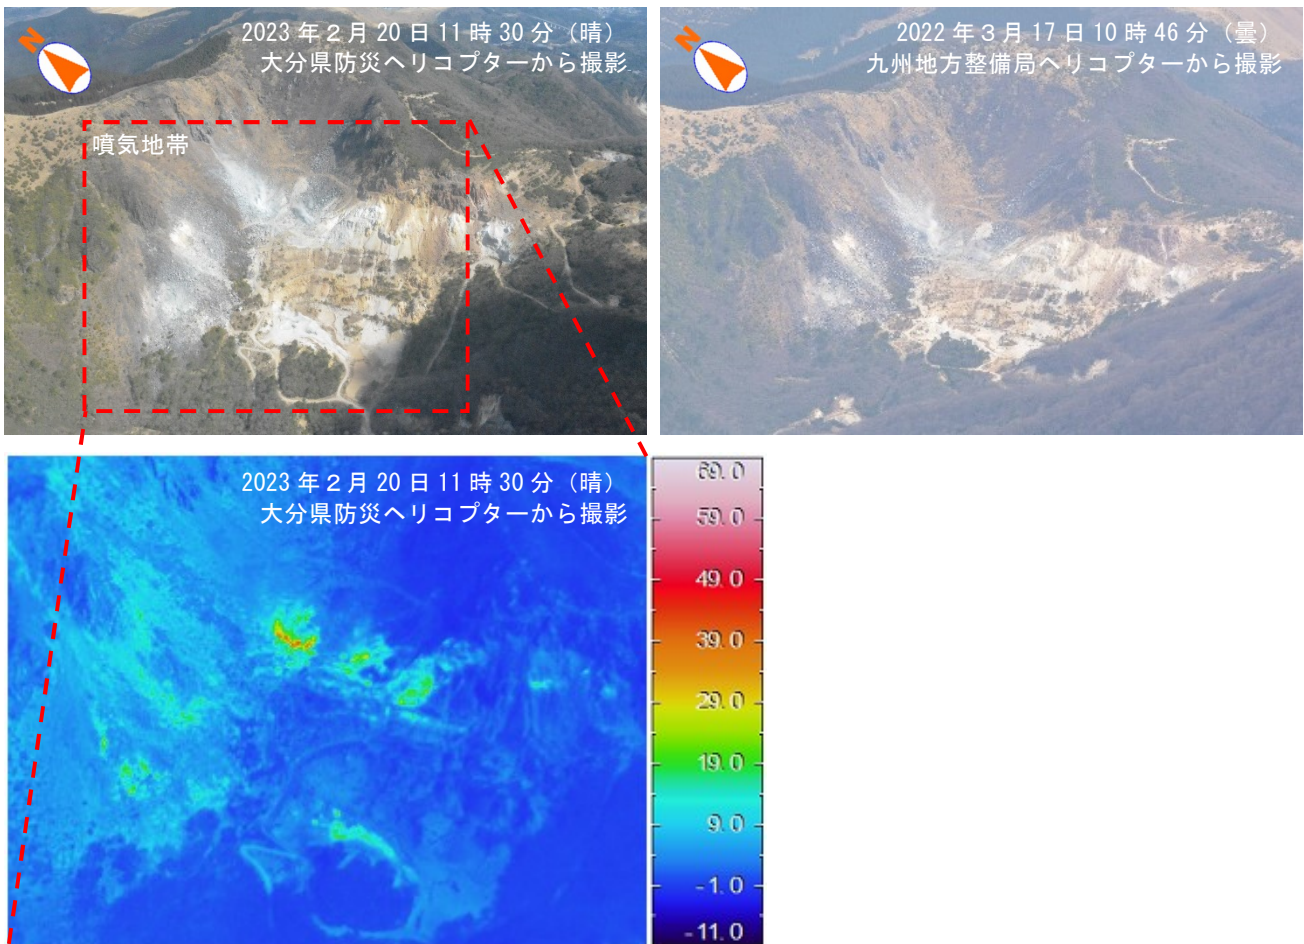 N
2023年2月20日11時30分（晴）
大分県防災ヘリコプターから撮影
噴気地帯
N
2022年3月17日10時46分（曇）
九州地方整備局ヘリコプターから撮影
2023年2月20日11時30分（晴）
大分県防災ヘリコプターから撮影
69.0
59.0
49.0
39.0
29.0
19.0
9.0
-1.0
-11.0